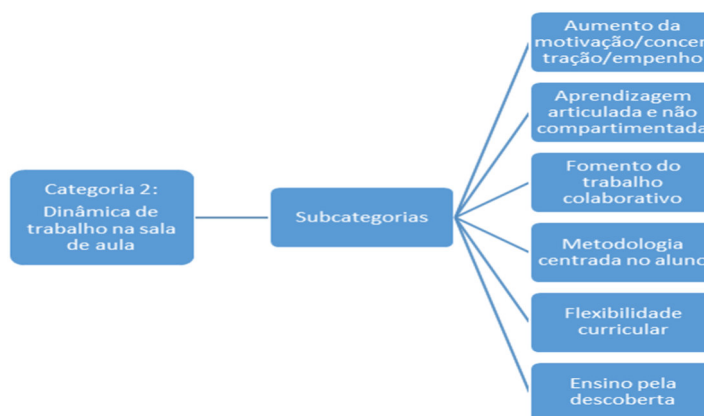 Categoria 2:
Dinâmica de
trabalho na sala
de aula
Subcategorias
Aumento da
motivação/concen
tração/empenho
Aprendizagem
articulada e não
compartimentada
Fomento do
trabalho
colaborativo
Metodologia
centrada no aluno
Flexibilidade
curricular
Ensino pela
descoberta